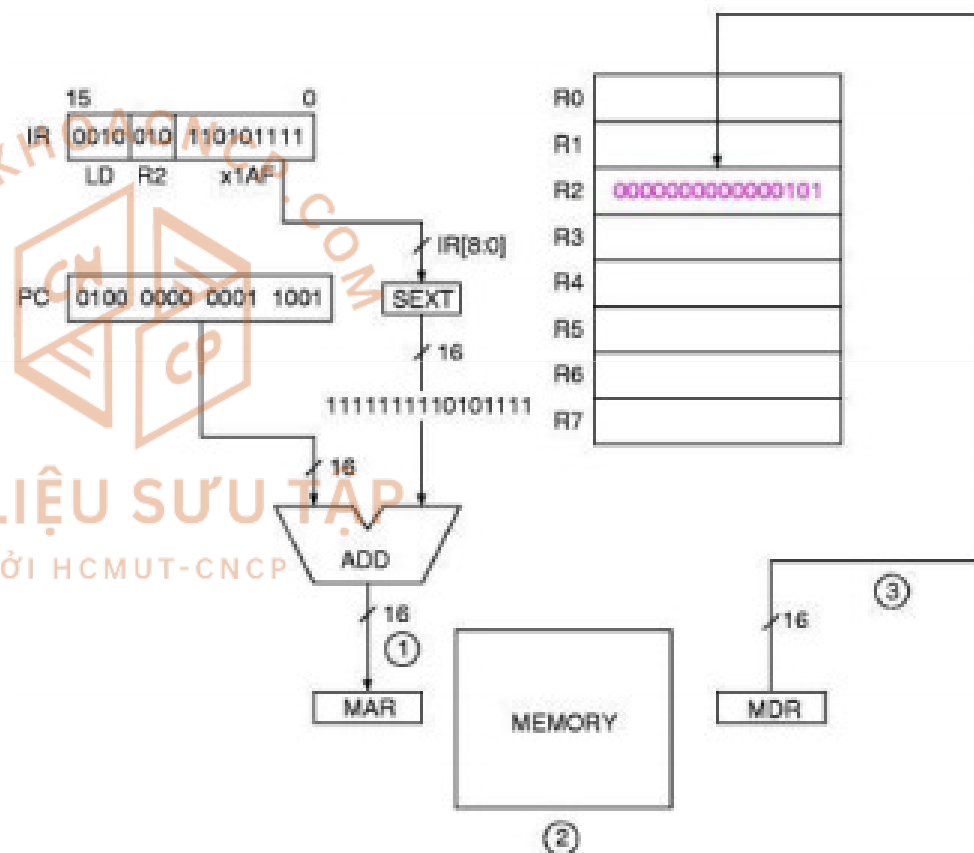 15 0
IR 0010 010 110101111
LD R2 x1AF
IR[8:0]
PC 0100 0000 0001 1001
SEXT
16
1111111110101111
16
ADD
16
1
MAR
MEMORY
2
MDR
16
3
R0
R1
R2 0000000000000101
R3
R4
R5
R6
R7
KHOACNCP.COM
CN
CP
LIỆU SƯU TẬP
ỞI HCMUT-CNCP